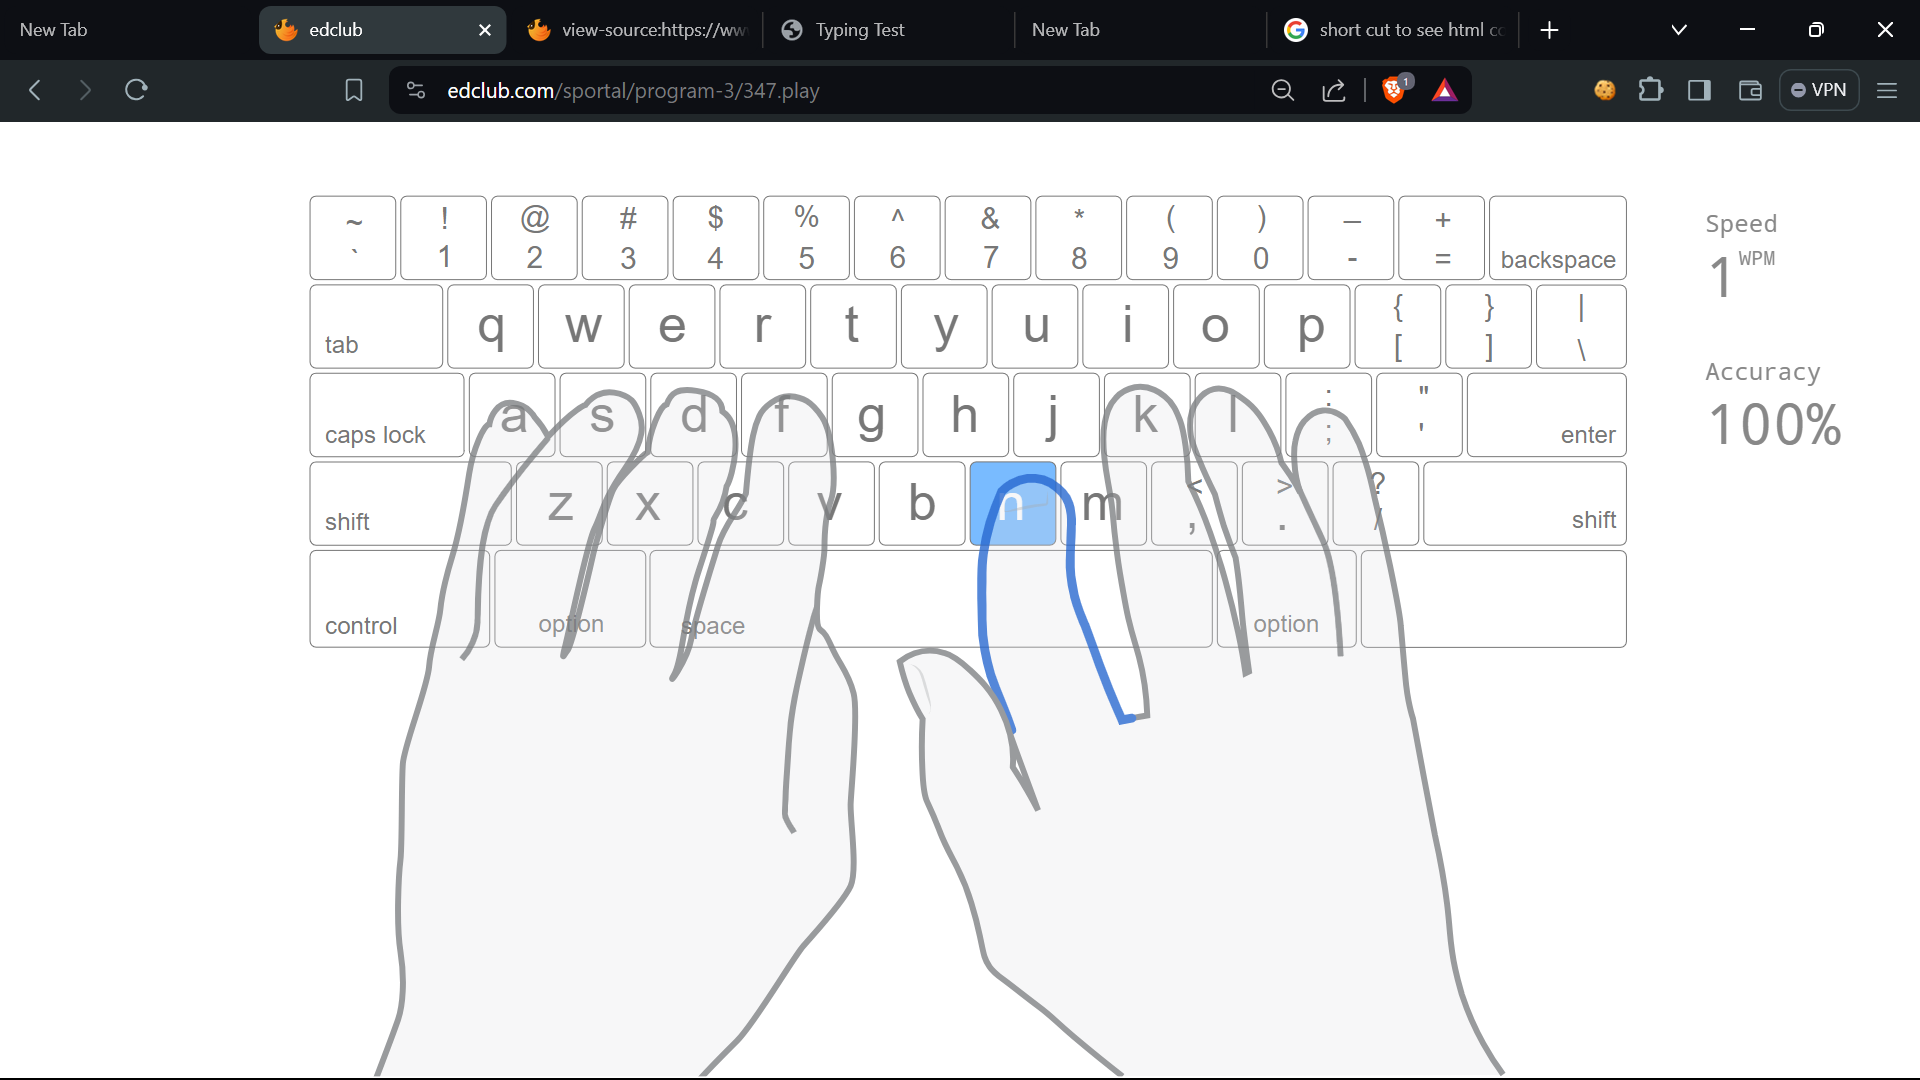 New Tab
edclub
view-source:https://ww
Typing Test
New Tab
short cut to see html cc
edclub.com/sportal/program-3/347.play
1
VPN
~ ! @ # $ % ^ & * ( ) _ +
` 1 2 3 4 5 6 7 8 9 0 - = backspace
tab q w e r t y u i o p { [ } ] | \
caps lock a s d f g h j k l : ; " ' enter
shift z x c v b n m < , > . ? / shift
control option space option
Speed
1 WPM
Accuracy
100%